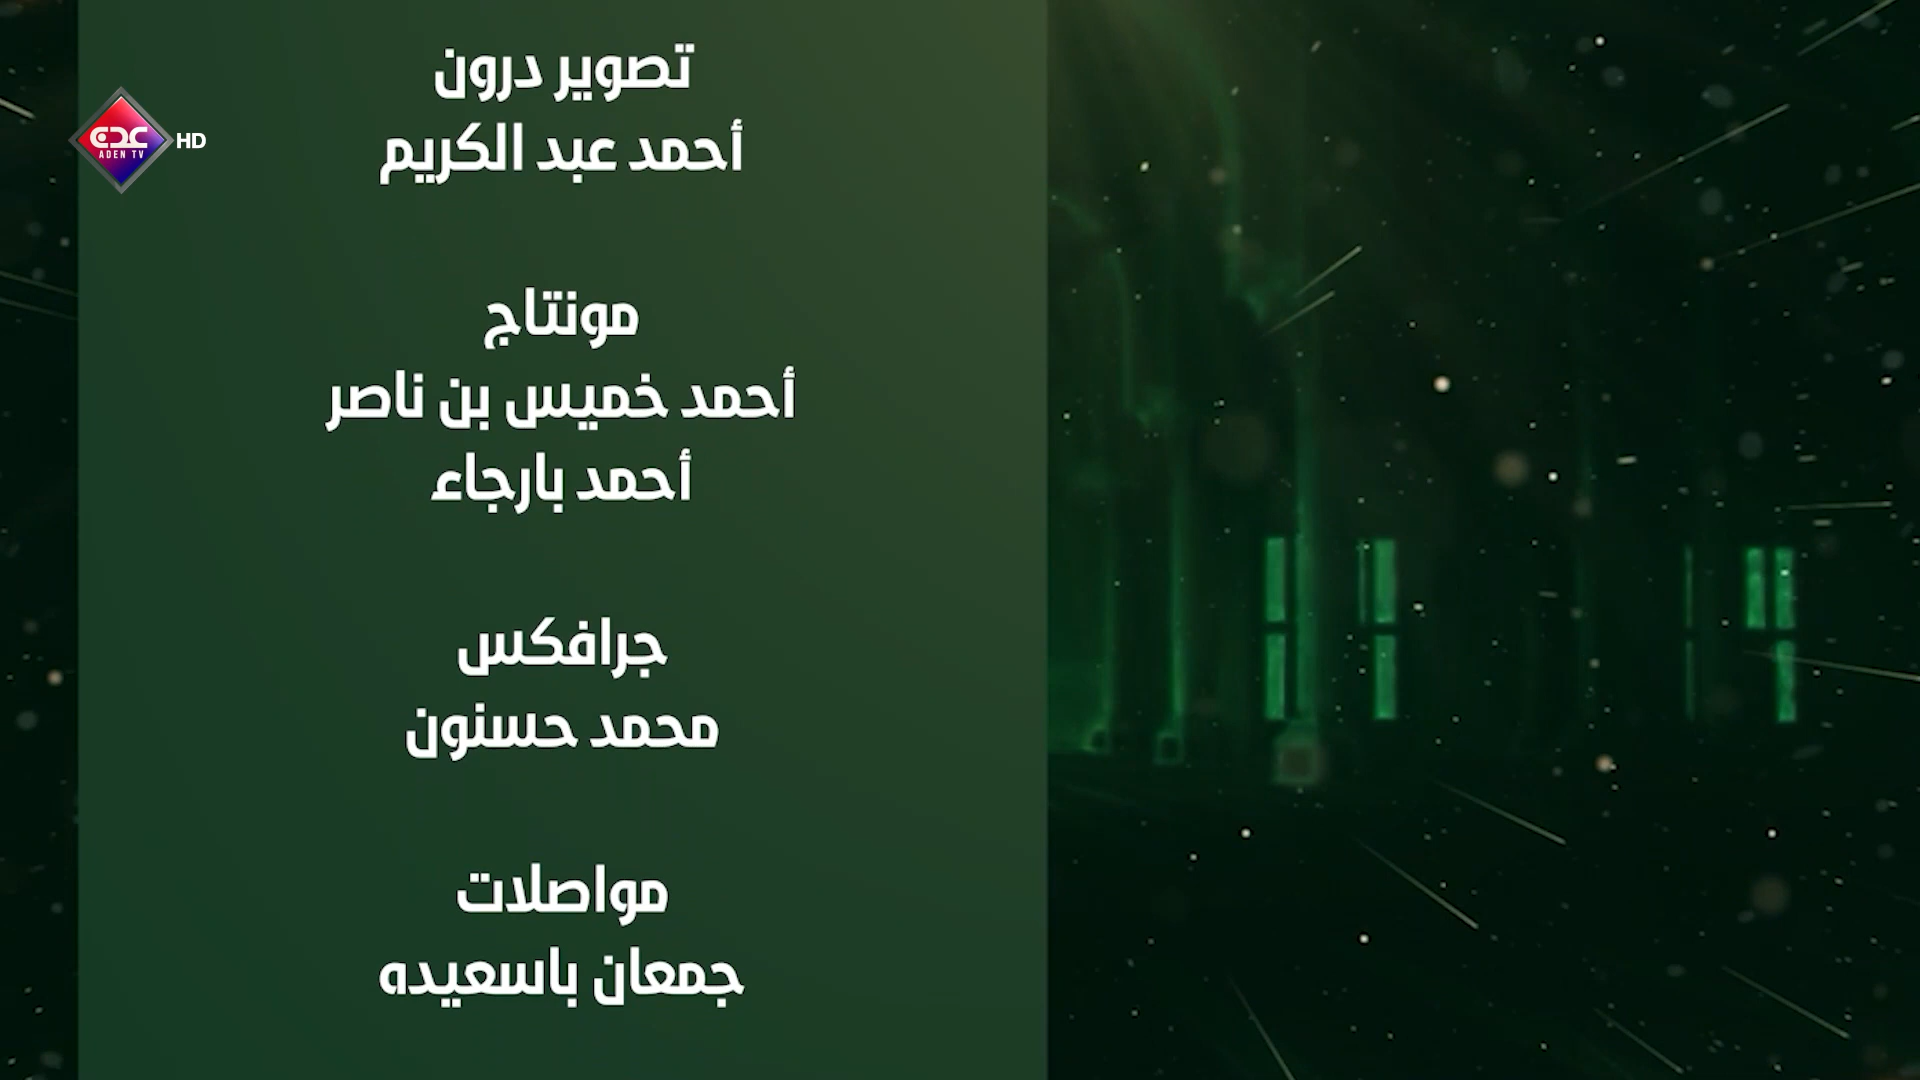 تصوير درون
أحمد عبد الكريم
عدن
ADEN TV
HD
مونتاج
أحمد خميس بن ناصر
أحمد بارجاء
جرافكس
محمد حسنون
مواصلات
جمعان باسعيده